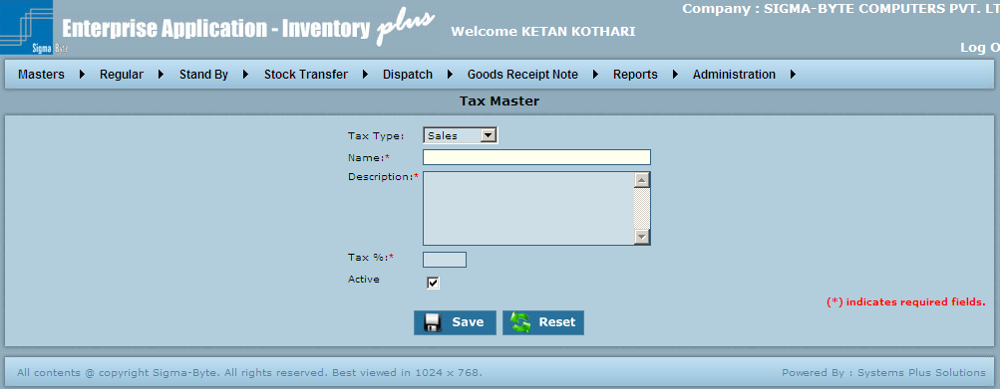 Company : SIGMA-BYTE COMPUTERS PVT. LT
Enterprise Application - Inventory plus
Welcome KETAN KOTHARI
Sigma Byte
Log O
Masters Regular Stand By Stock Transfer Dispatch Goods Receipt Note Reports Administration
Tax Master
Tax Type: Sales
Name:*
Description:*
Tax %:*
Active
(*) indicates required fields.
Save Reset
All contents @ copyright Sigma-Byte. All rights reserved. Best viewed in 1024 x 768. Powered By : Systems Plus Solutions